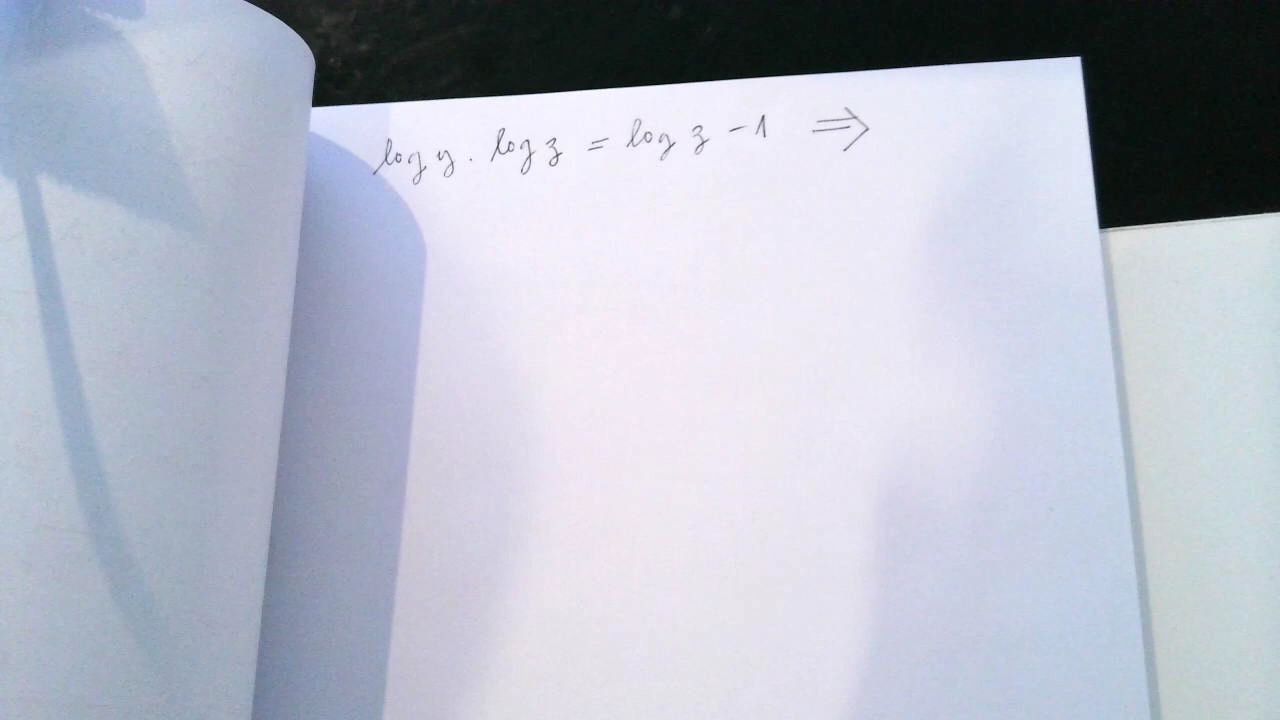 log y . log z = log z - 1 ⇒